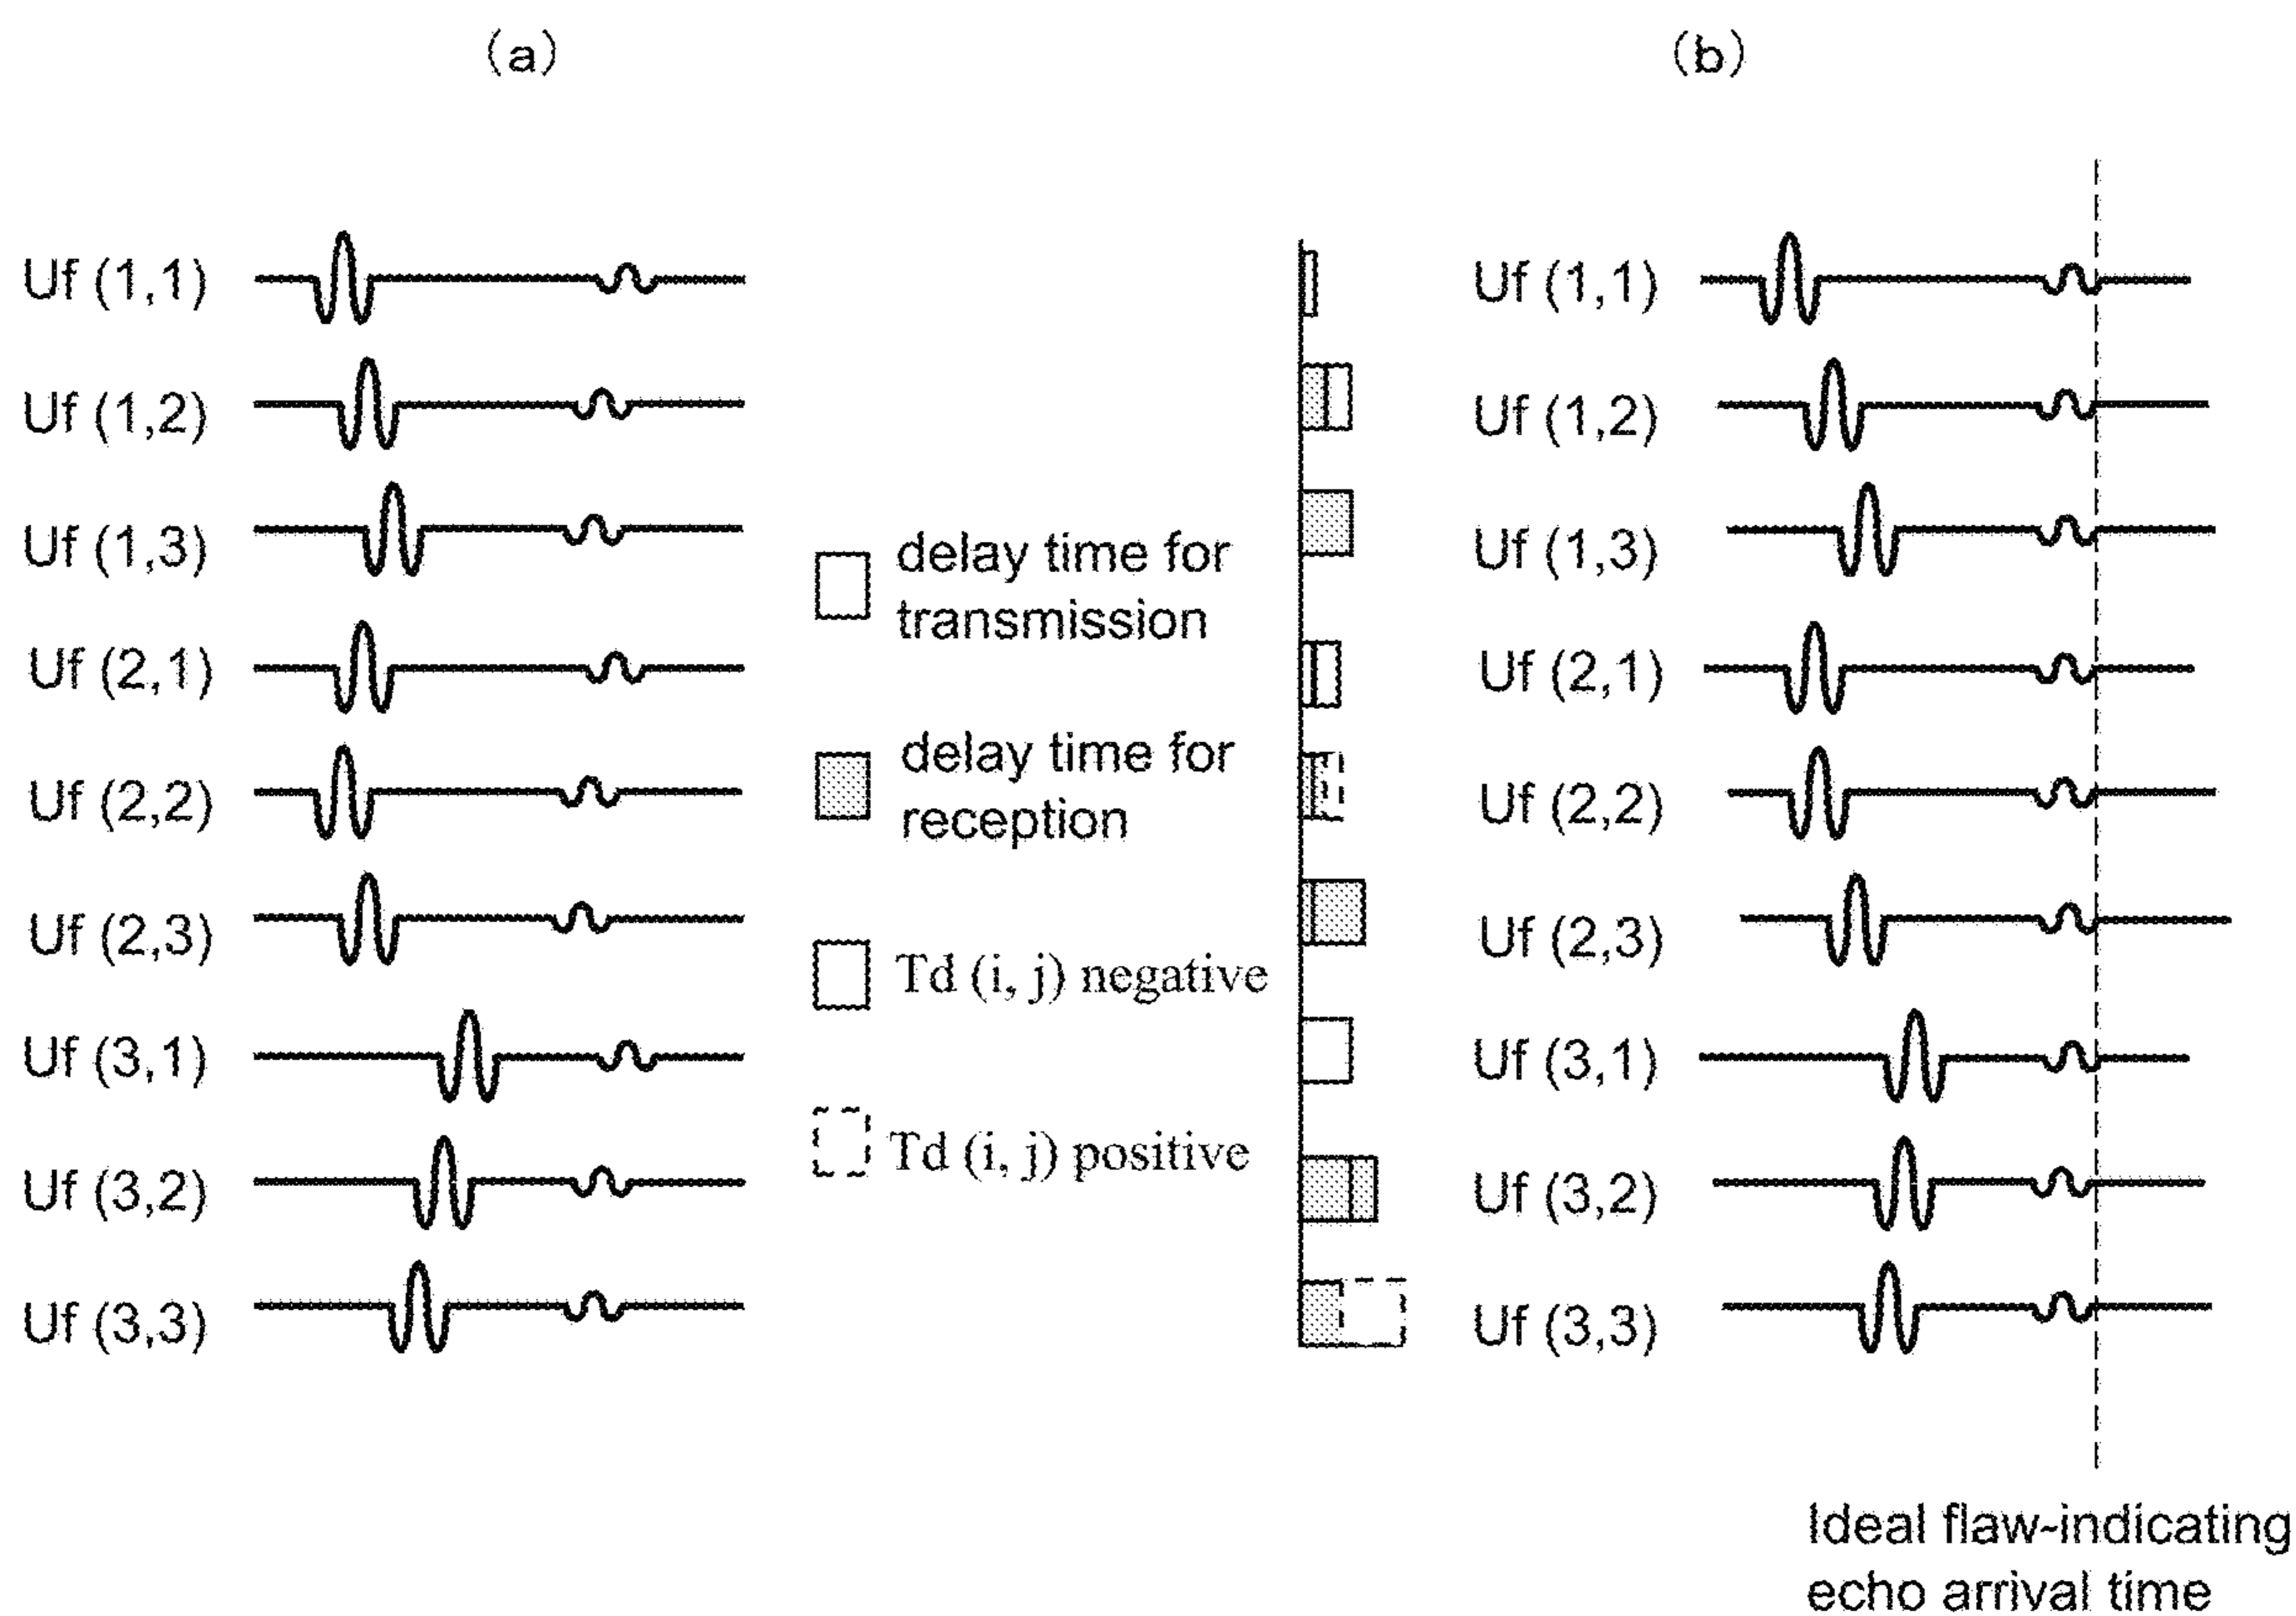 (a)
Uf (1,1)
Uf (1,2)
Uf (1,3)
Uf (2,1)
Uf (2,2)
Uf (2,3)
Uf (3,1)
Uf (3,2)
Uf (3,3)
delay time for
transmission
delay time for
reception
Td (i, j) negative
Td (i, j) positive
(b)
Uf (1,1)
Uf (1,2)
Uf (1,3)
Uf (2,1)
Uf (2,2)
Uf (2,3)
Uf (3,1)
Uf (3,2)
Uf (3,3)
Ideal flaw-indicating
echo arrival time